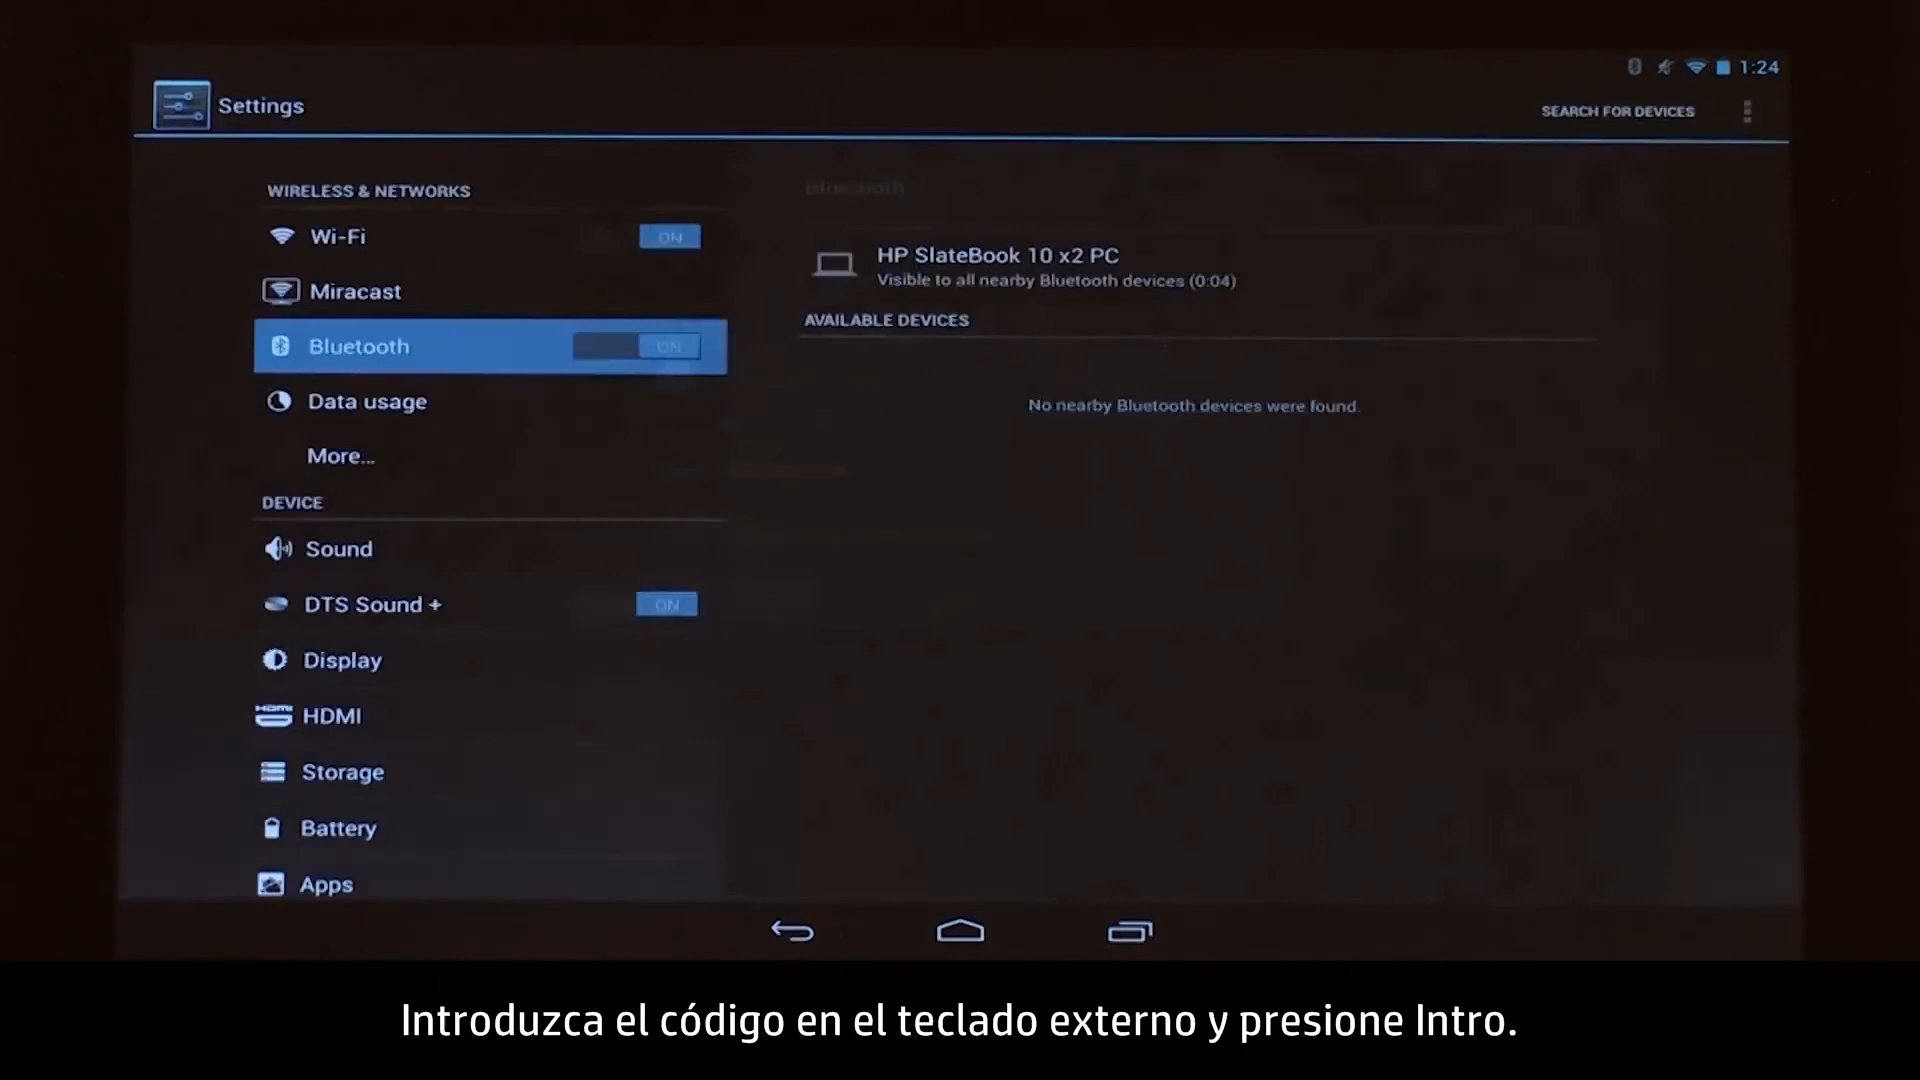 1:24
Settings
SEARCH FOR DEVICES
WIRELESS & NETWORKS
Wi-Fi
ON
Miracast
Bluetooth
ON
Data usage
More...
DEVICE
Sound
DTS Sound +
ON
Display
HDMI
Storage
Battery
Apps
Bluetooth
HP SlateBook 10 x2 PC
Visible to all nearby Bluetooth devices (0:04)
AVAILABLE DEVICES
No nearby Bluetooth devices were found.
Introduzca el código en el teclado externo y presione Intro.